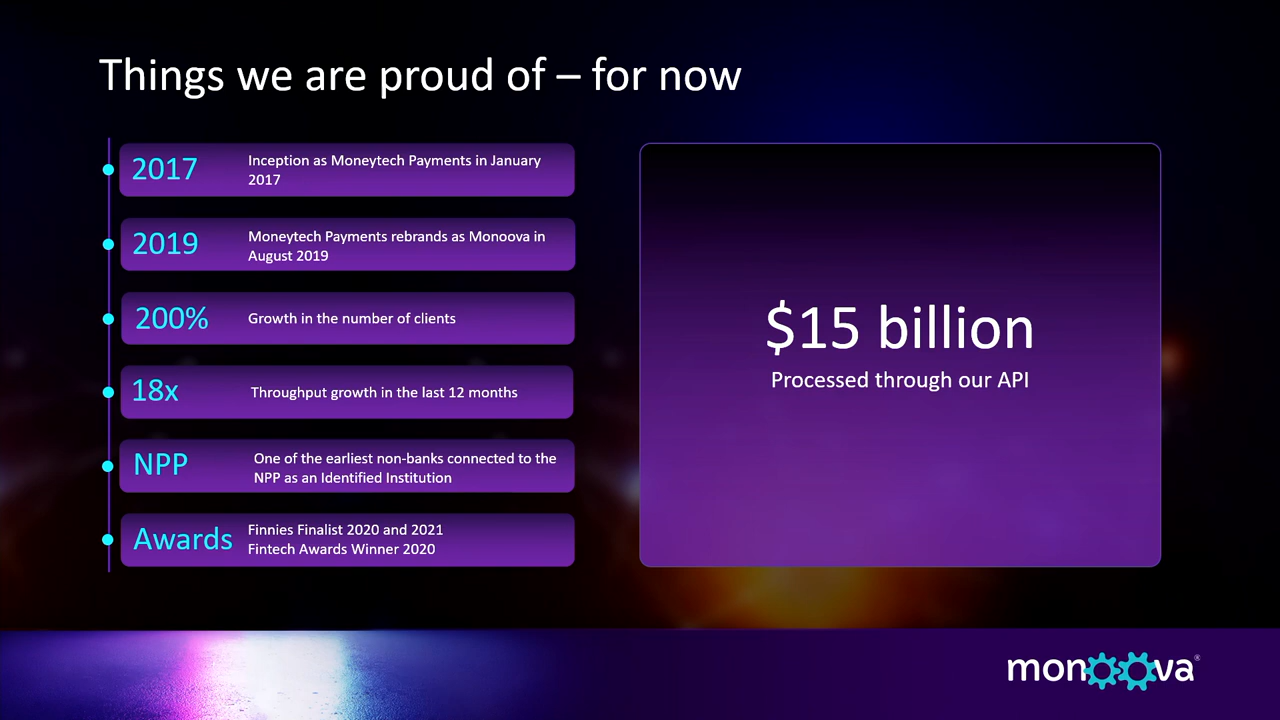 Things we are proud of – for now
2017
Inception as Moneytech Payments in January
2017
2019
Moneytech Payments rebrands as Monoova in
August 2019
200%
Growth in the number of clients
18x
Throughput growth in the last 12 months
NPP
One of the earliest non-banks connected to the
NPP as an Identified Institution
Awards
Finnies Finalist 2020 and 2021
Fintech Awards Winner 2020
$15 billion
Processed through our API
monoova®